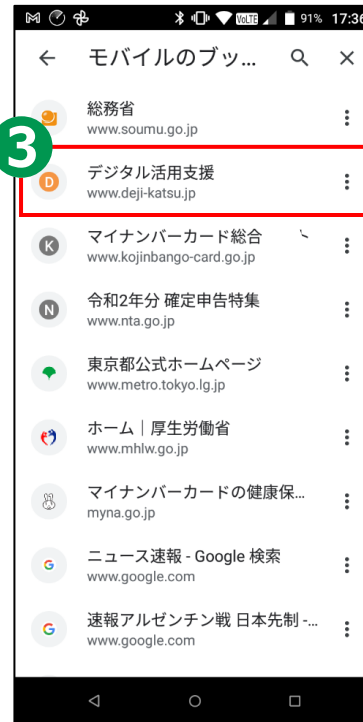 91% 17:36
モバイルのブッ...
総務省
www.soumu.go.jp
3
D
デジタル活用支援
www.deji-katsu.jp
K
マイナンバーカード総合
www.kojinbango-card.go.jp
N
令和2年分 確定申告特集
www.nta.go.jp
東京都公式ホームページ
www.metro.tokyo.lg.jp
ホーム｜厚生労働省
www.mhlw.go.jp
マイナンバーカードの健康保...
myna.go.jp
G
ニュース速報 - Google 検索
www.google.com
G
速報アルゼンチン戦 日本先制 -...
www.google.com